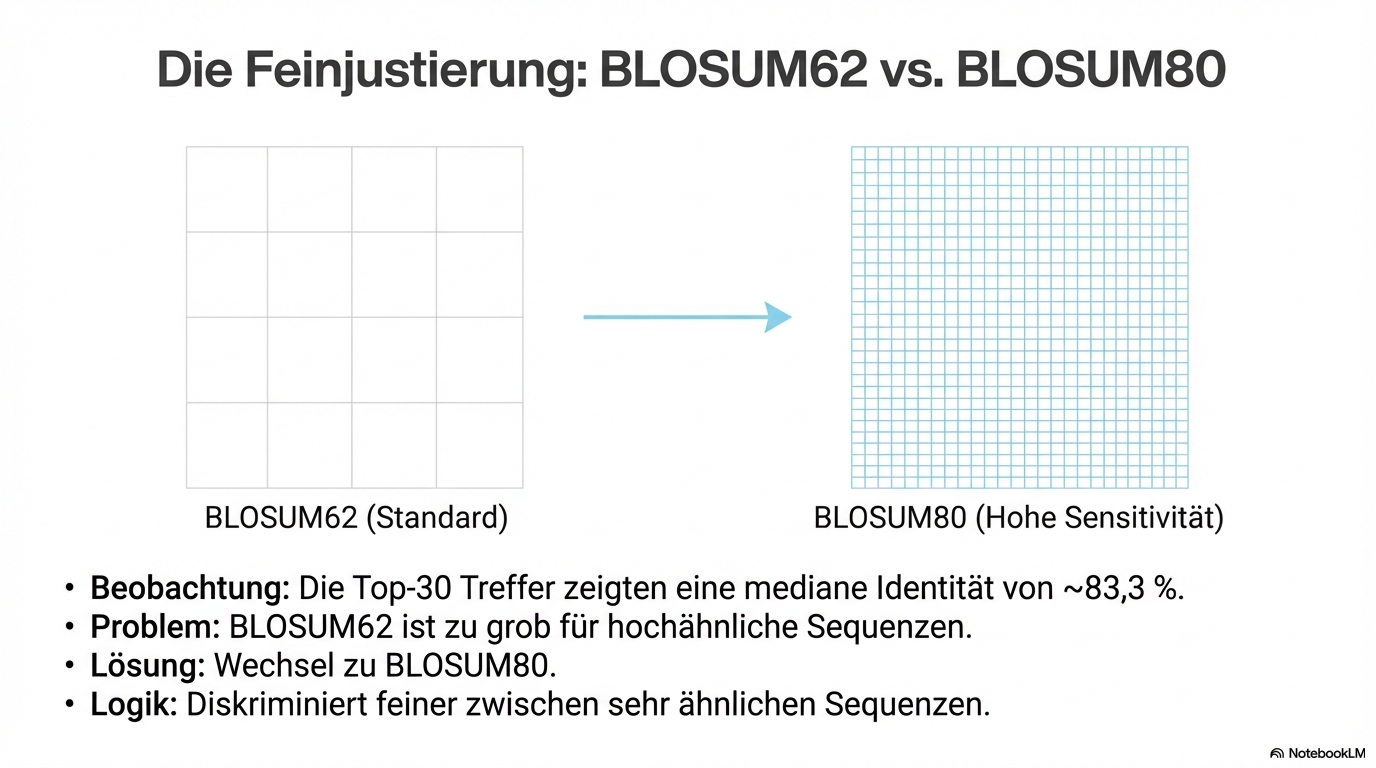 Die Feinjustierung: BLOSUM62 vs. BLOSUM80
BLOSUM62 (Standard)
BLOSUM80 (Hohe Sensitivität)
• Beobachtung: Die Top-30 Treffer zeigten eine mediane Identität von ~83,3 %.
• Problem: BLOSUM62 ist zu grob für hochähnliche Sequenzen.
• Lösung: Wechsel zu BLOSUM80.
• Logik: Diskriminiert feiner zwischen sehr ähnlichen Sequenzen.
NotebookLM